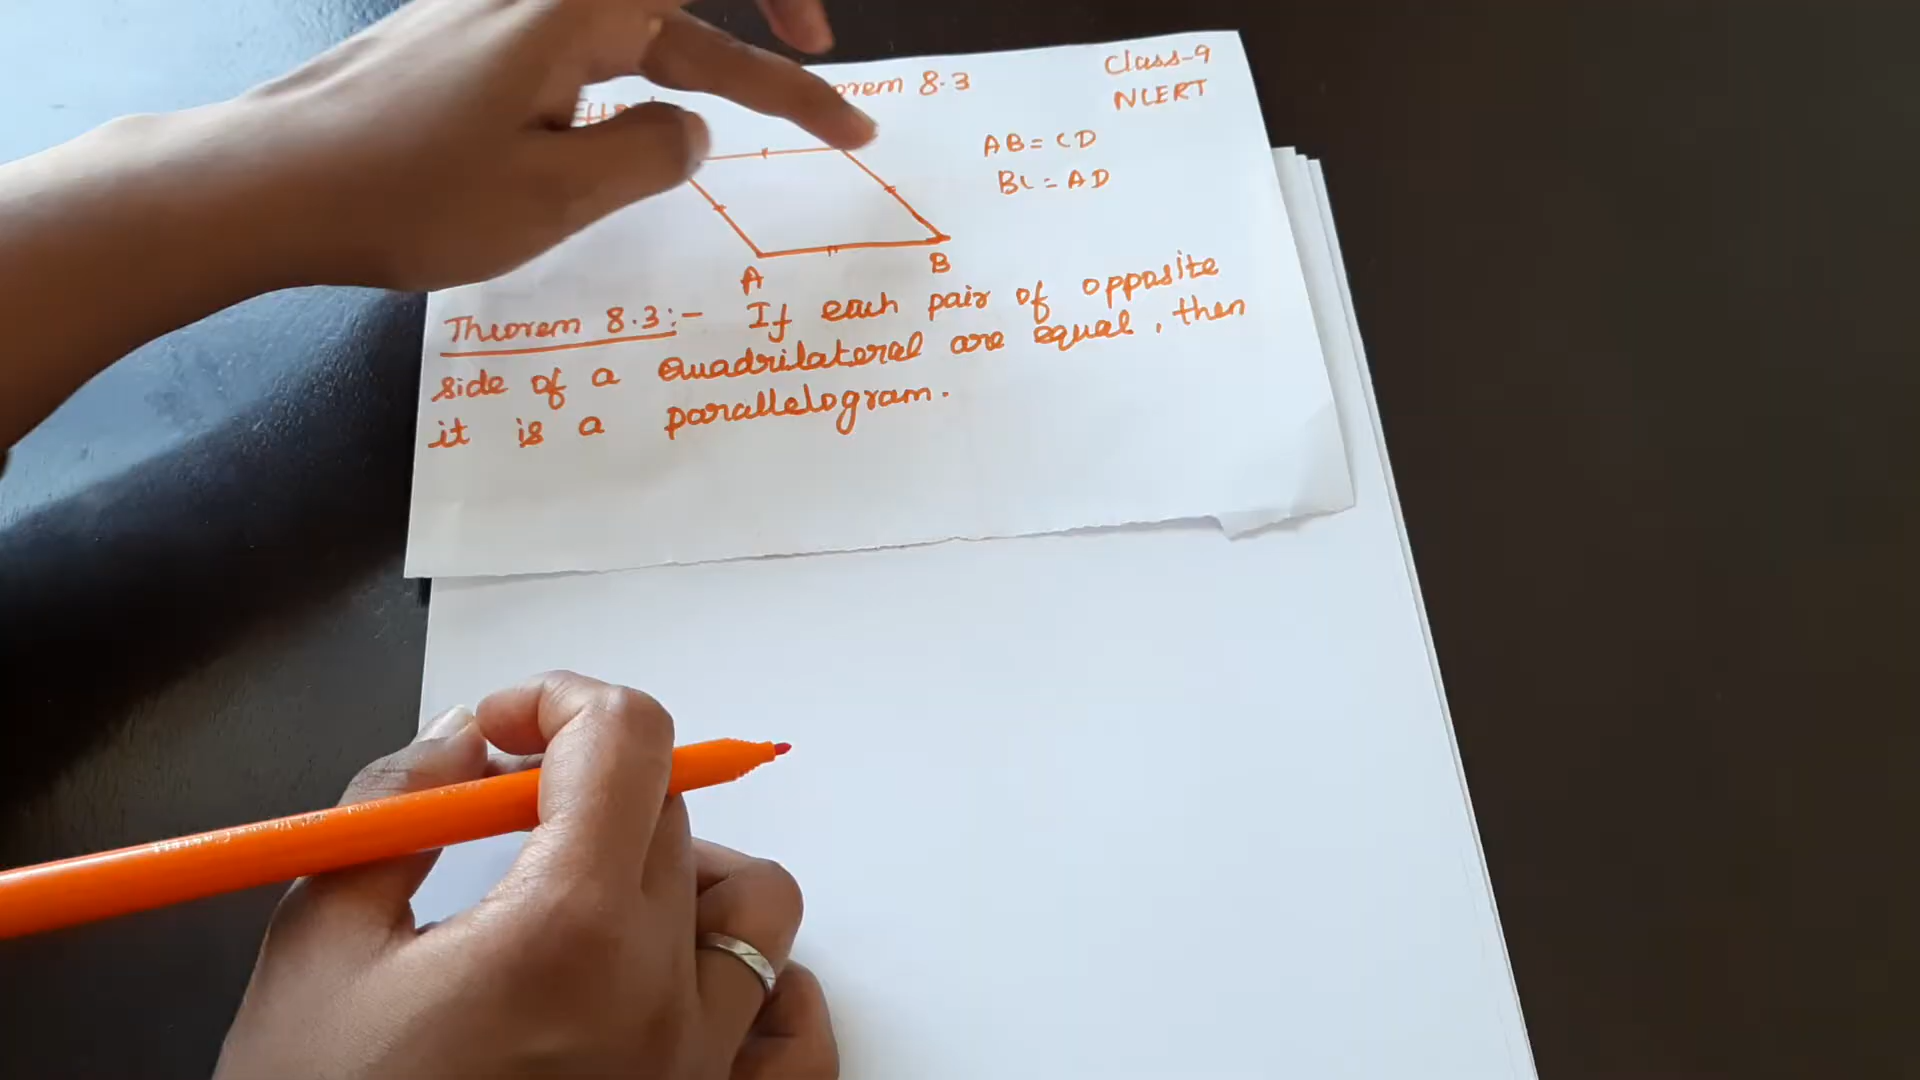 8.3
Class-9
NCERT
AB = CD
BC = AD
A
B
Theorem 8.3:- If each pair of opposite
side of a Quadrilateral are equal, then
it is a parallelogram.